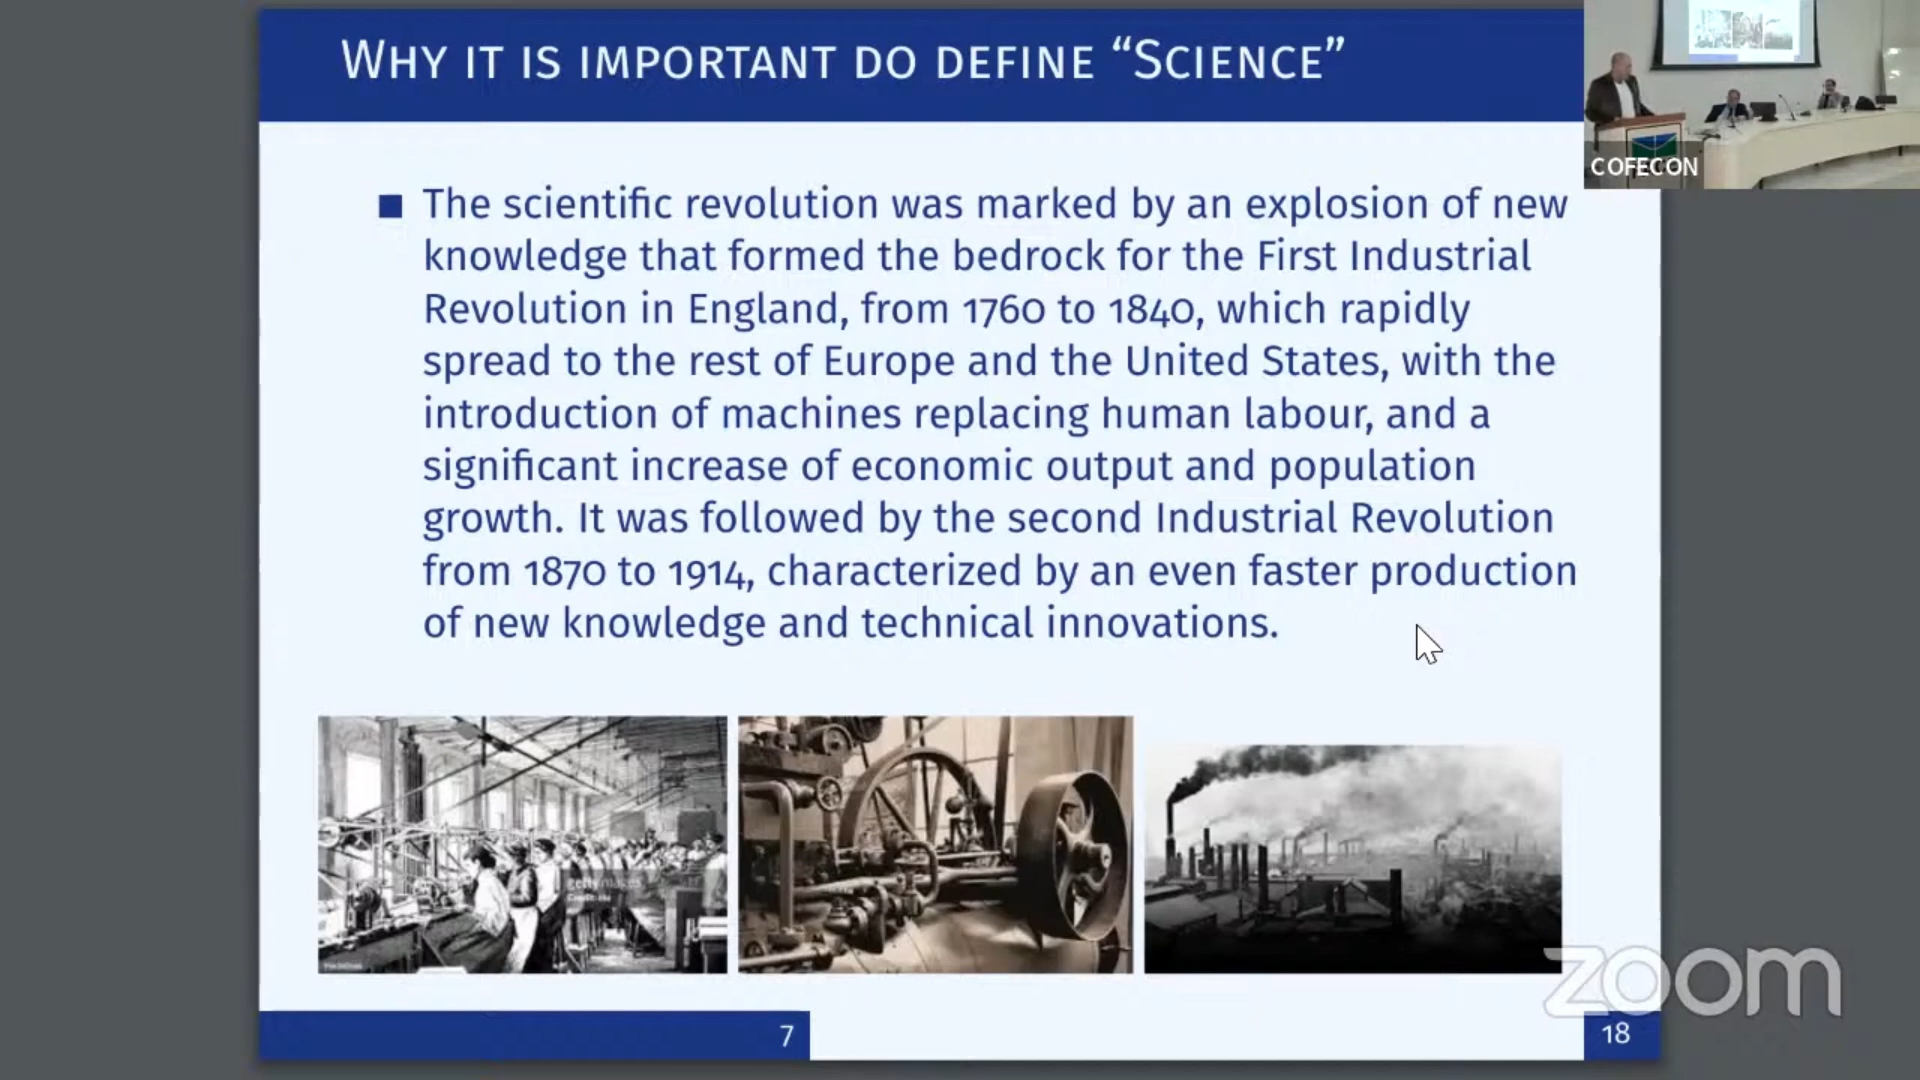 WHY IT IS IMPORTANT DO DEFINE “SCIENCE”
COFECON
■ The scientific revolution was marked by an explosion of new
knowledge that formed the bedrock for the First Industrial
Revolution in England, from 1760 to 1840, which rapidly
spread to the rest of Europe and the United States, with the
introduction of machines replacing human labour, and a
significant increase of economic output and population
growth. It was followed by the second Industrial Revolution
from 1870 to 1914, characterized by an even faster production
of new knowledge and technical innovations.
gettyimages
zoom
7
18